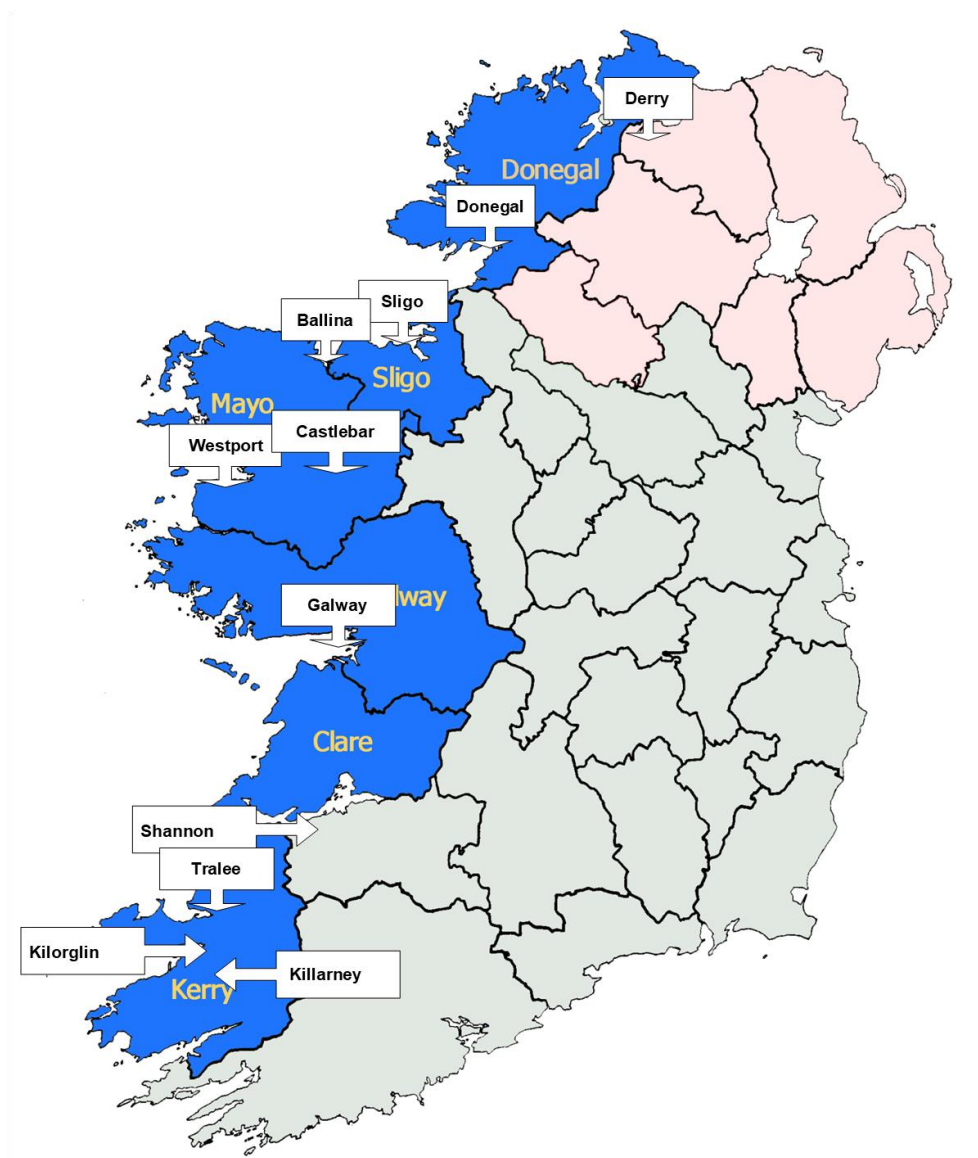 Derry
Donegal
Donegal
Sligo
Ballina
Sligo
Mayo
Castlebar
Westport
Galway
lway
Clare
Shannon
Tralee
Kilorglin
Killarney
Kerry